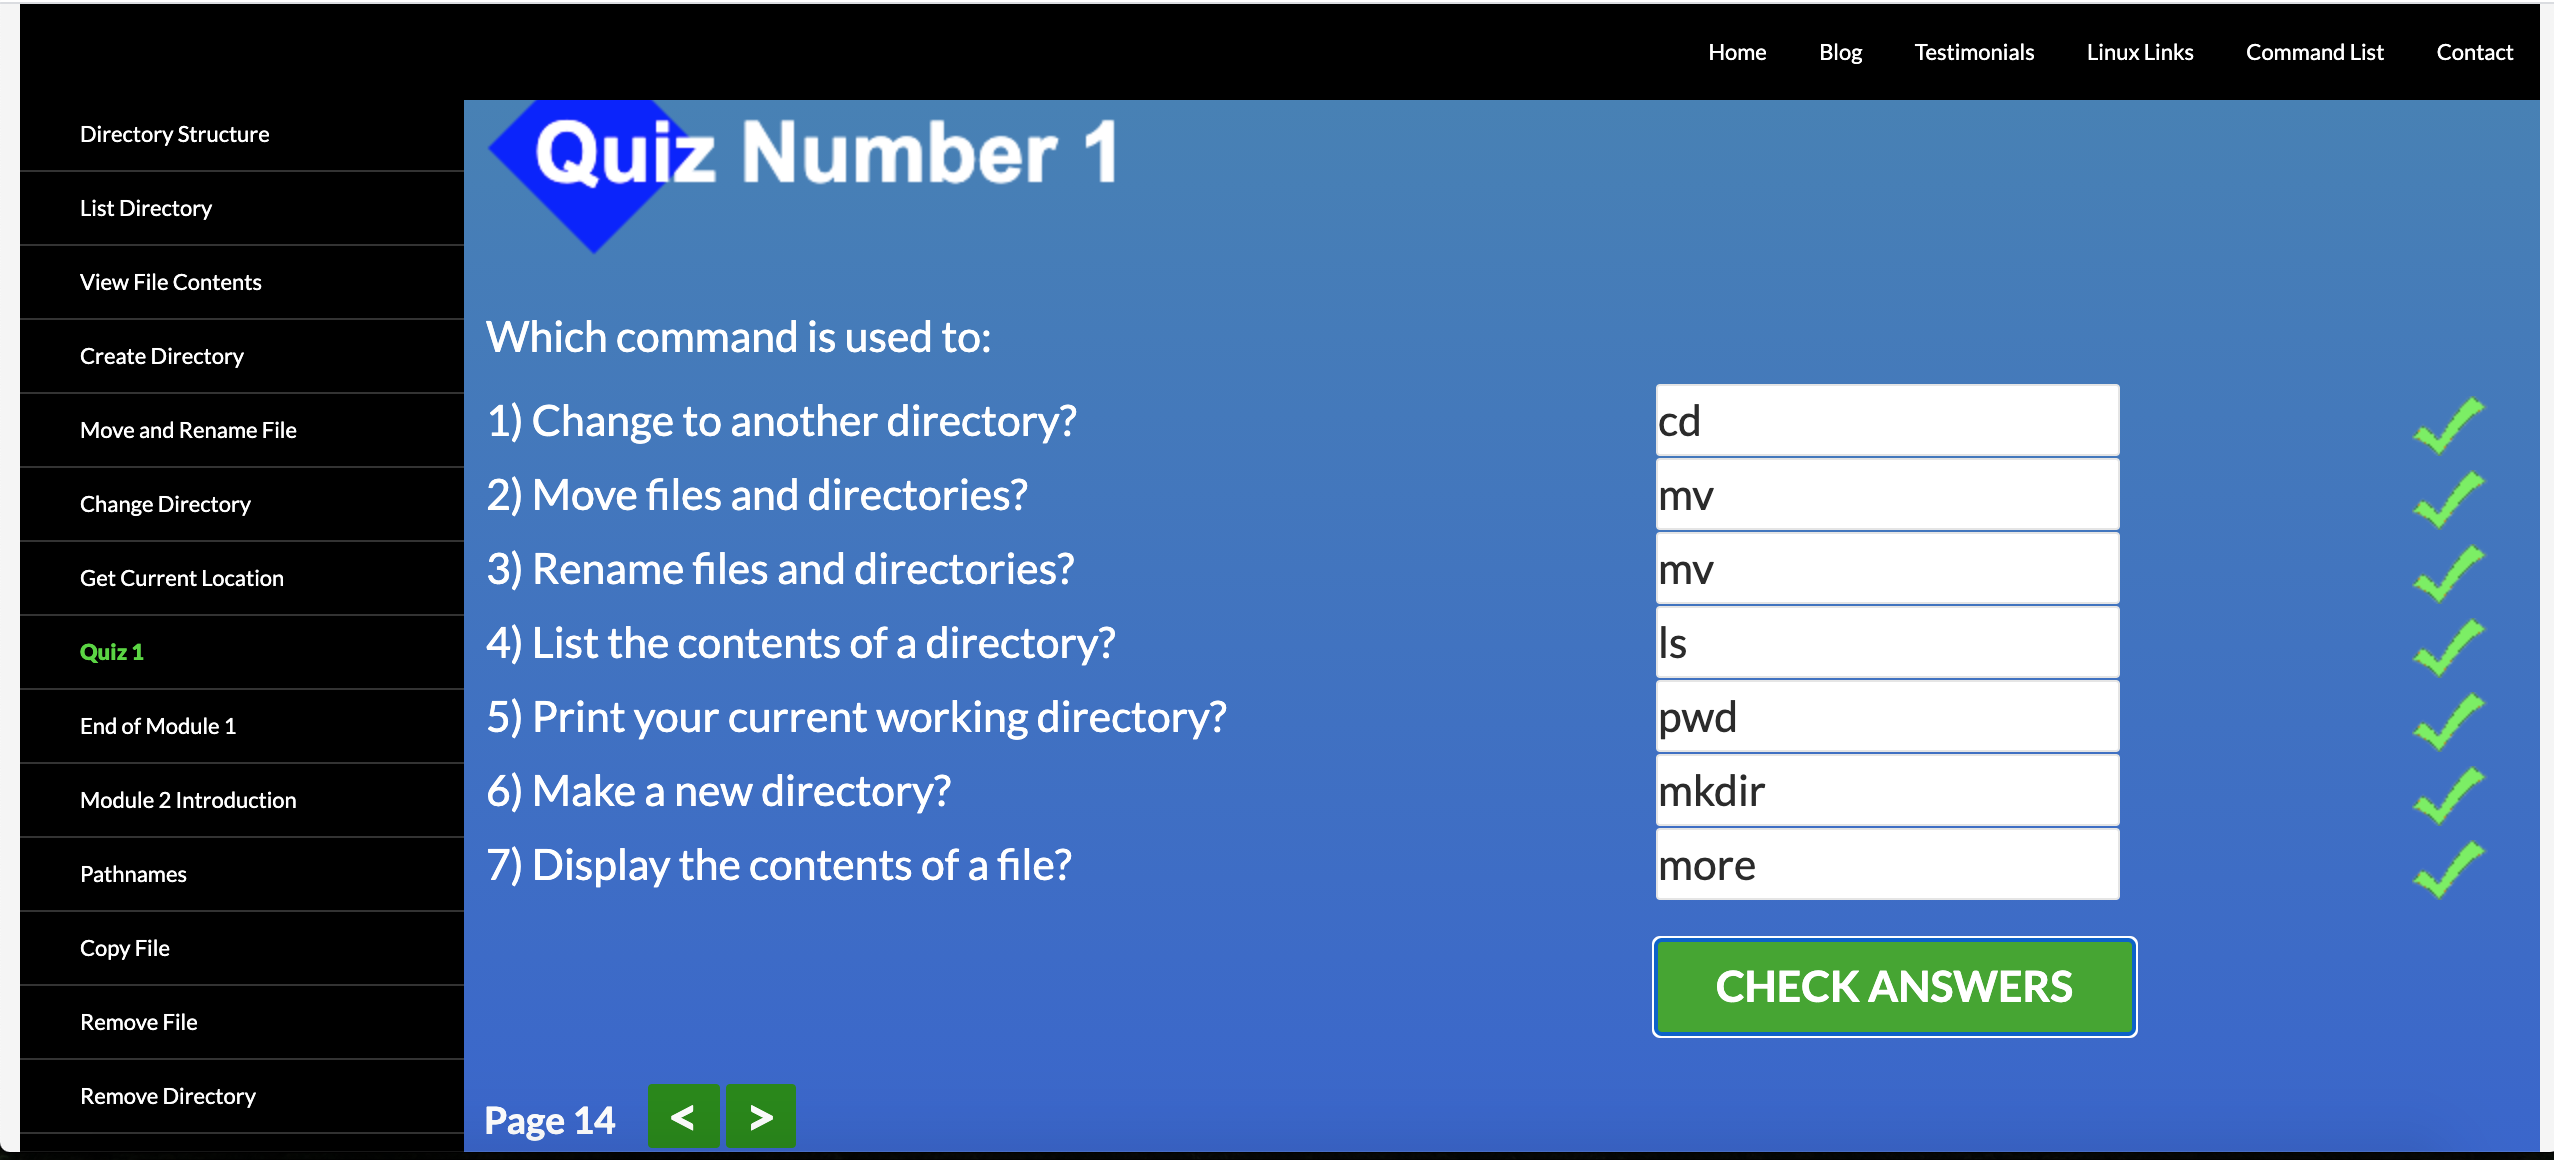 Home Blog Testimonials Linux Links Command List Contact
Directory Structure
List Directory
View File Contents
Create Directory
Move and Rename File
Change Directory
Get Current Location
Quiz 1
End of Module 1
Module 2 Introduction
Pathnames
Copy File
Remove File
Remove Directory
Quiz Number 1
Which command is used to:
1) Change to another directory? cd
2) Move files and directories? mv
3) Rename files and directories? mv
4) List the contents of a directory? ls
5) Print your current working directory? pwd
6) Make a new directory? mkdir
7) Display the contents of a file? more
CHECK ANSWERS
Page 14 < >